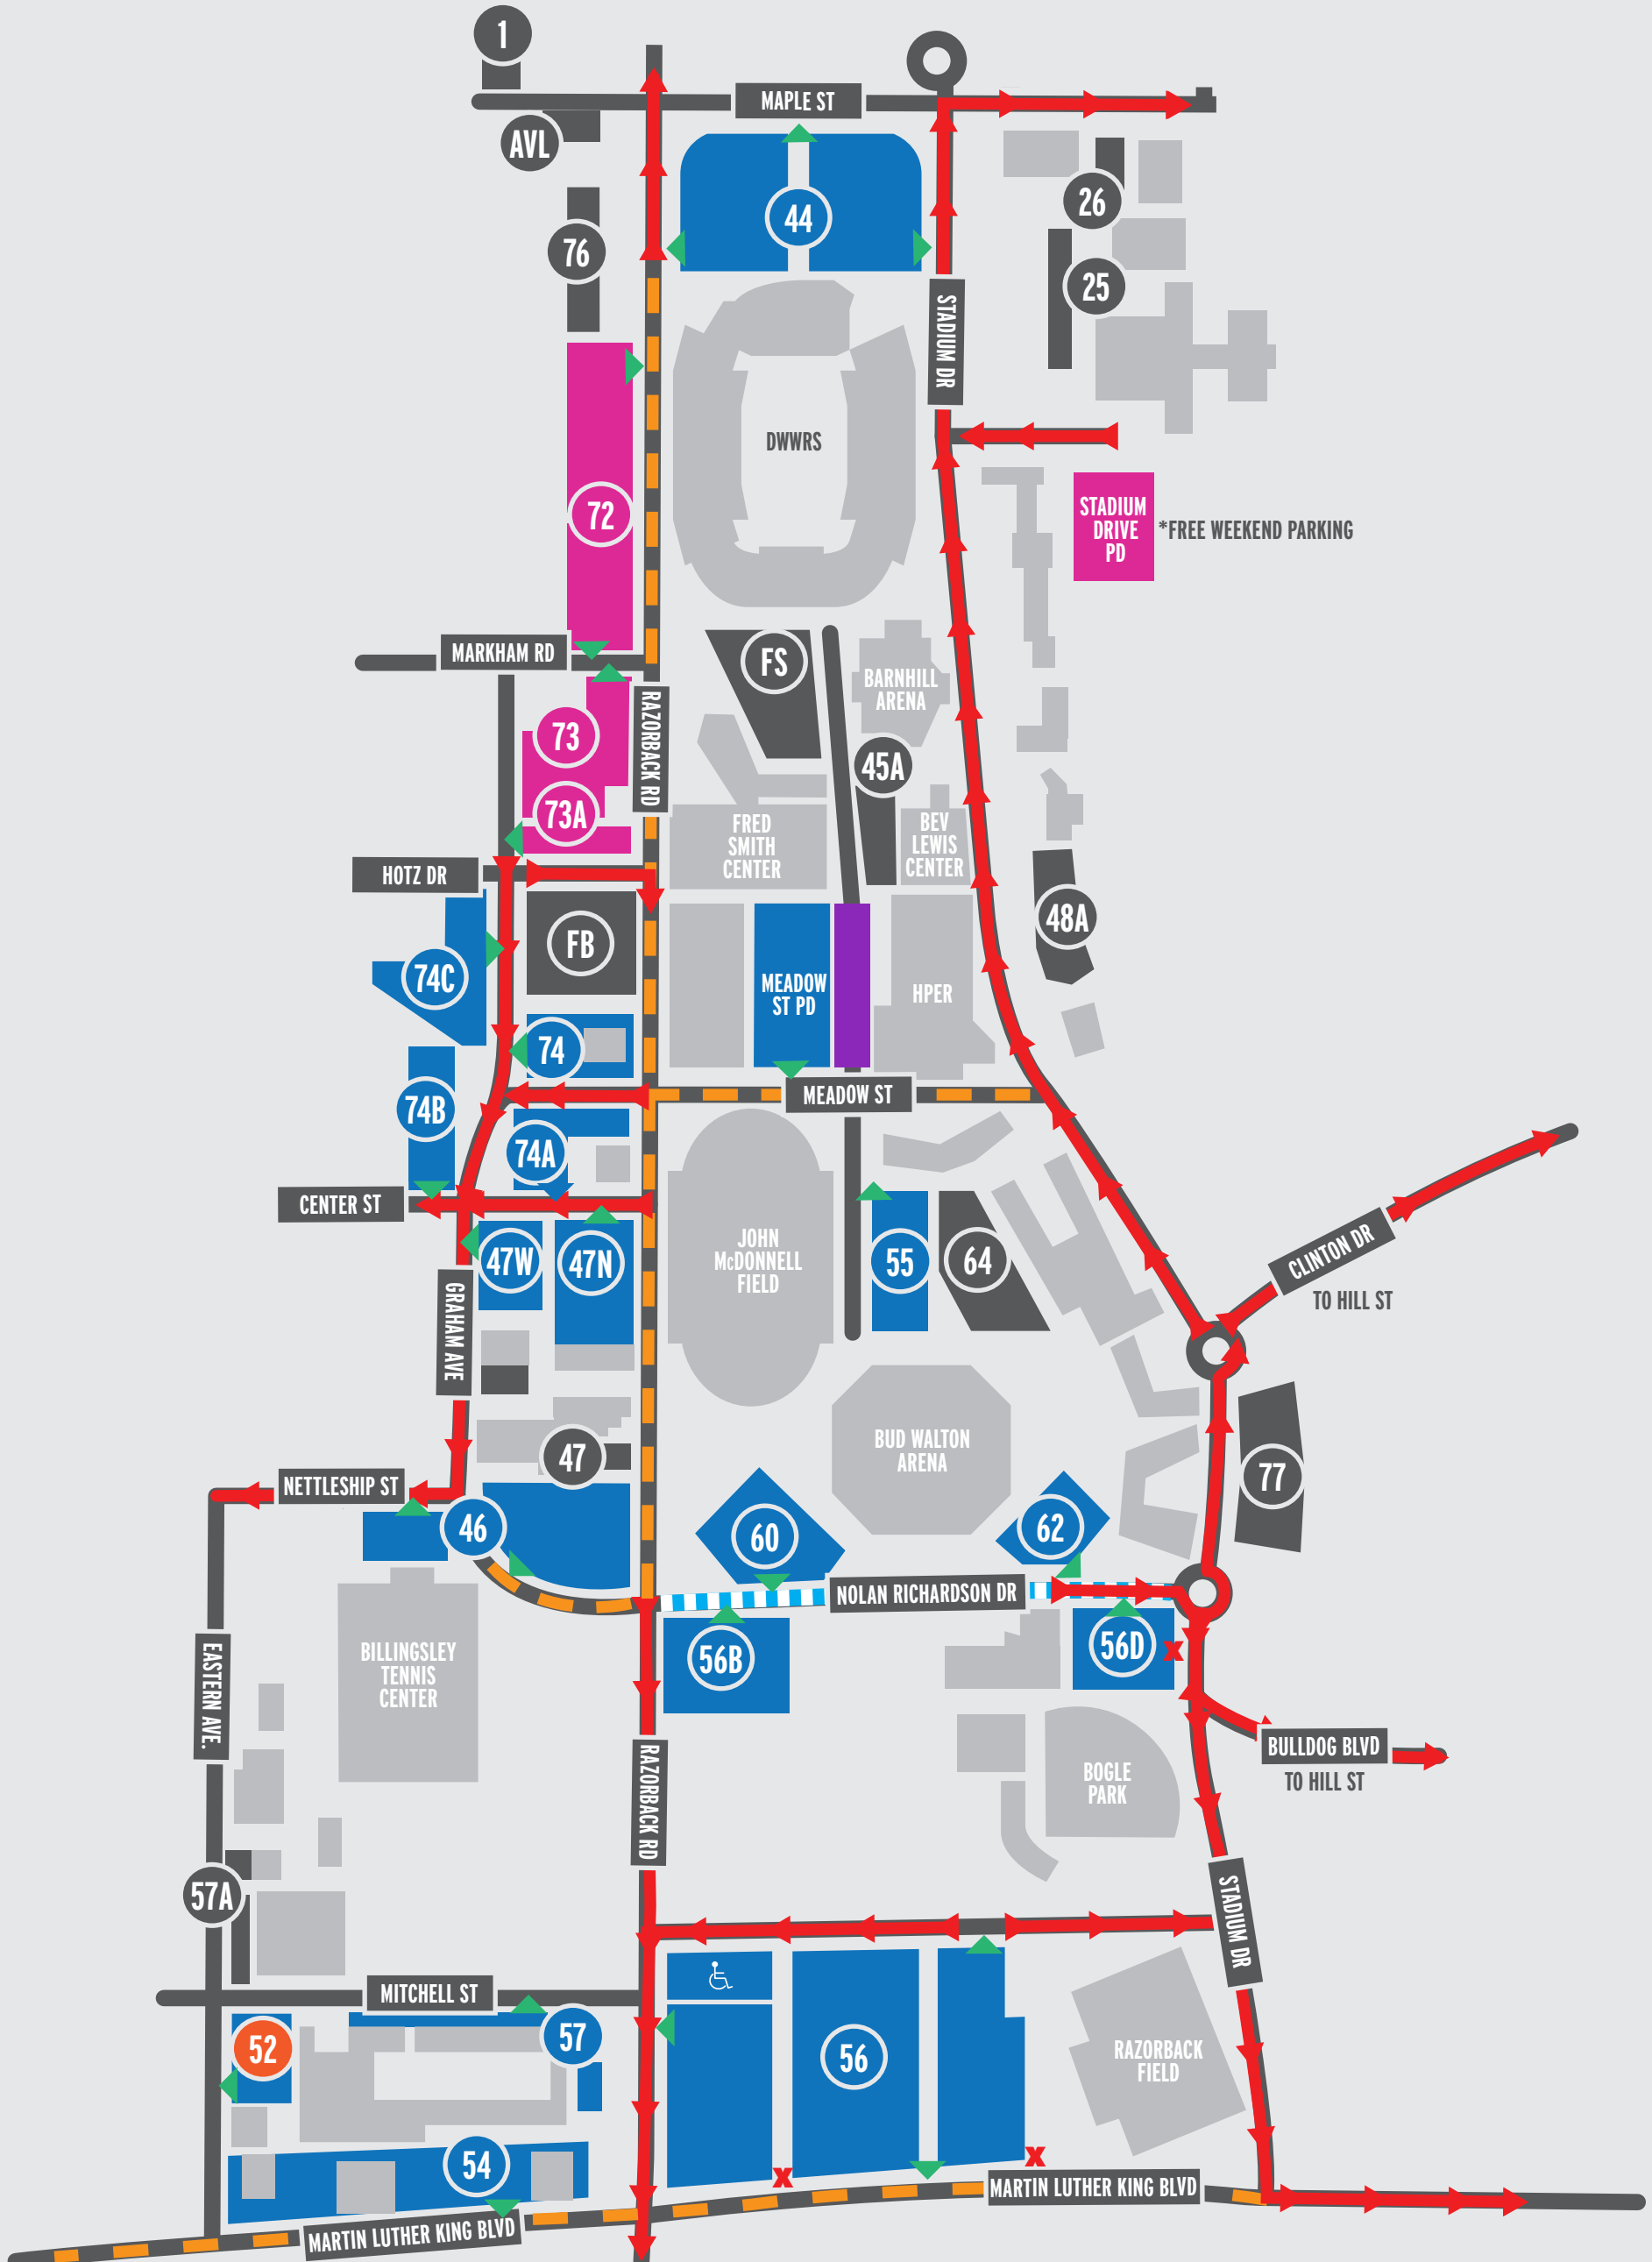 1
MAPLE ST
AVL
44
26
76
25
STADIUM DR
DWWRS
72
STADIUM
DRIVE
PD
*FREE WEEKEND PARKING
MARKHAM RD
FS
BARNHILL
ARENA
RAZORBACK RD
73
45A
73A
FRED
SMITH
CENTER
BEV
LEWIS
CENTER
HOTZ DR
48A
FB
74C
MEADOW
ST PD
HPER
74
MEADOW ST
74B
74A
CENTER ST
47W
47N
JOHN
McDONNELL
FIELD
55
64
CLINTON DR
TO HILL ST
GRAHAM AVE
BUD WALTON
ARENA
47
77
NETTLESHIP ST
46
60
62
NOLAN RICHARDSON DR
56B
56D
X
BILLINGSLEY
TENNIS
CENTER
EASTERN AVE.
BULLDOG BLVD
TO HILL ST
RAZORBACK RD
BOGLE
PARK
57A
STADIUM DR
MITCHELL ST
52
57
56
RAZORBACK
FIELD
54
X
X
MARTIN LUTHER KING BLVD
MARTIN LUTHER KING BLVD